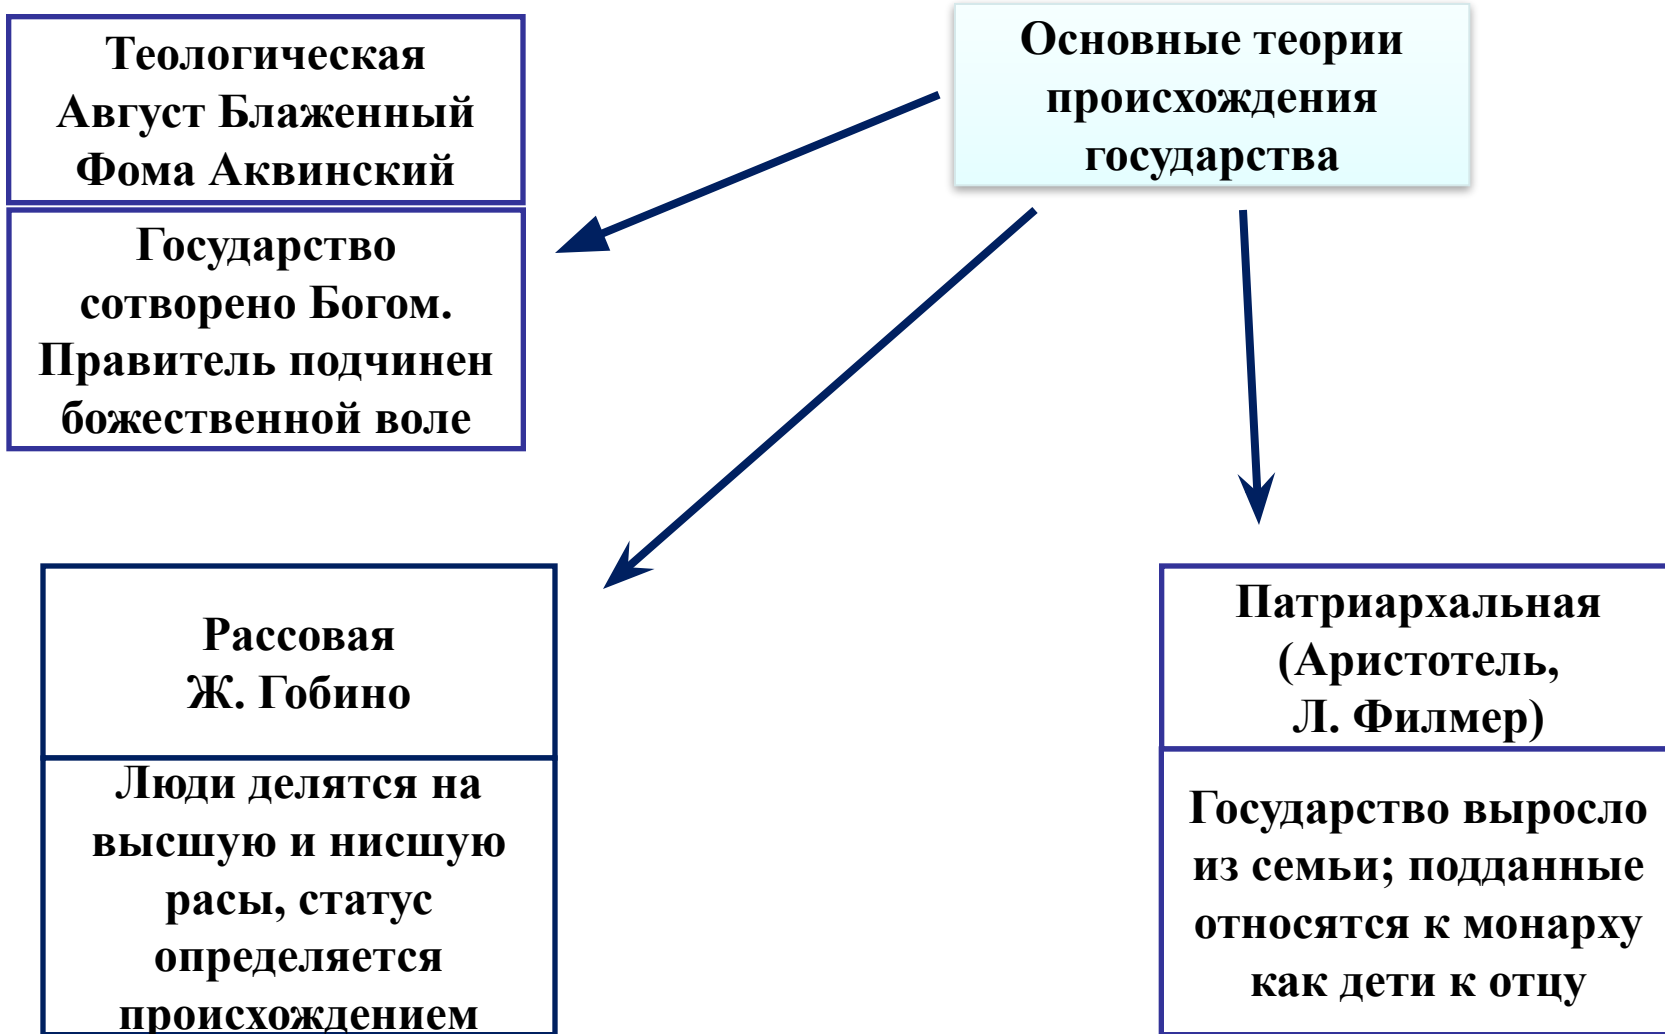 Основные теории
происхождения
государства
Теологическая
Август Блаженный
Фома Аквинский
Государство
сотворено Богом.
Правитель подчинен
божественной воле
Рассовая
Ж. Гобино
Люди делятся на
высшую и нисшую
расы, статус
определяется
происхождением
Патриархальная
(Аристотель,
Л. Филмер)
Государство выросло
из семьи; подданные
относятся к монарху
как дети к отцу